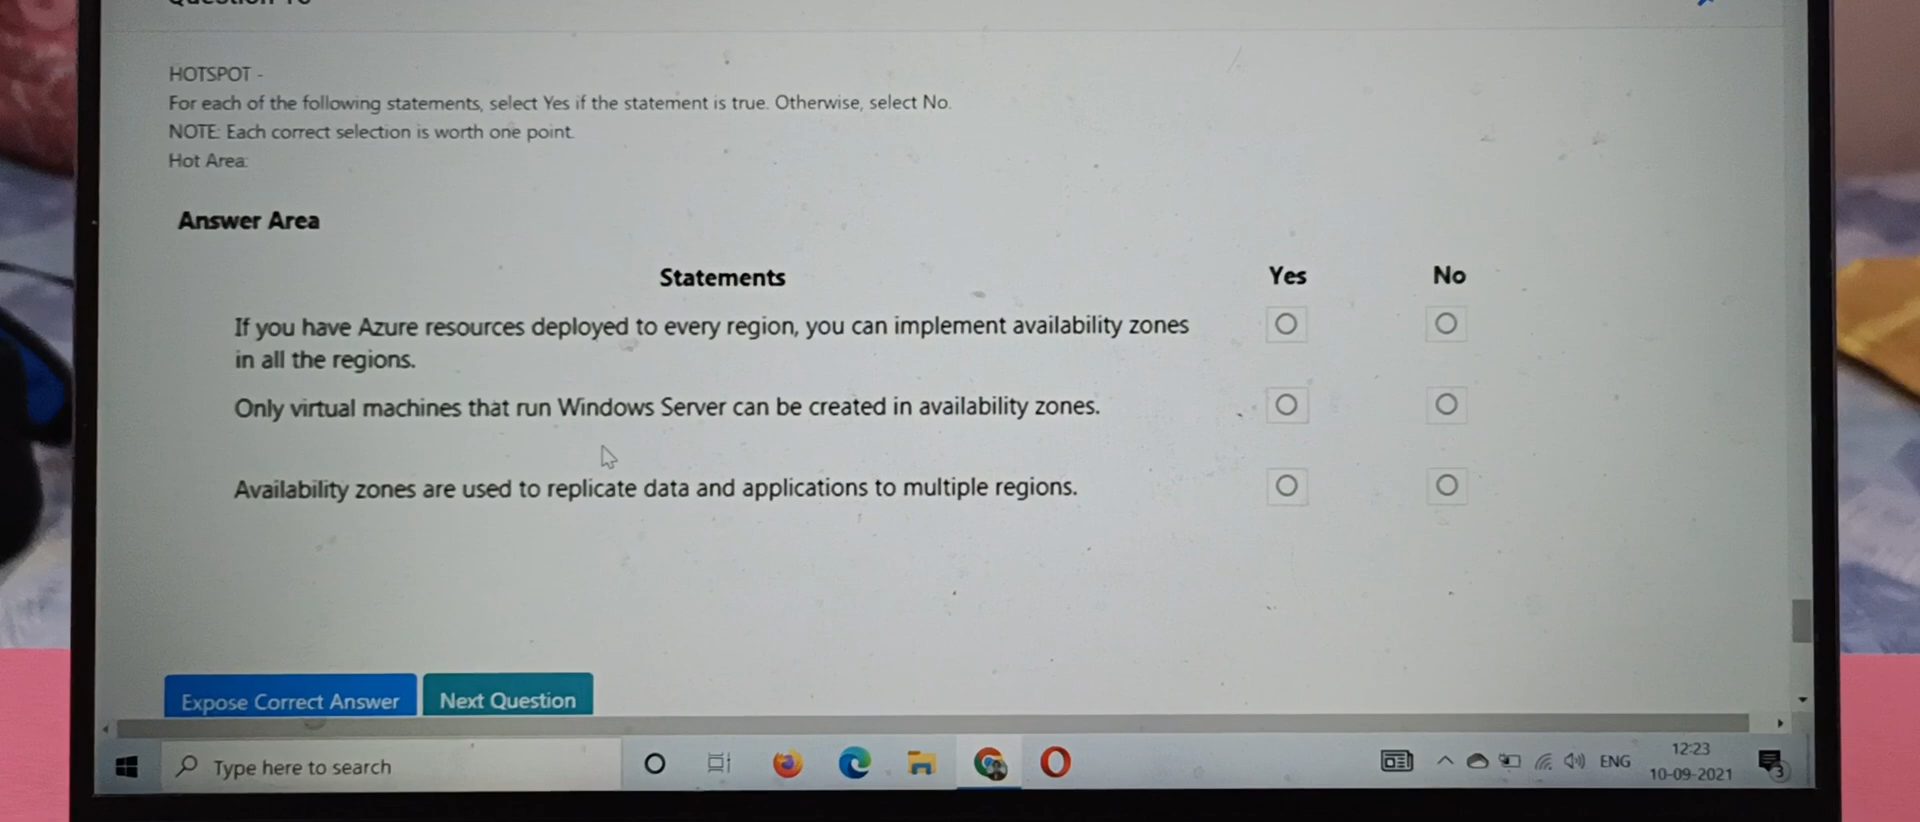 HOTSPOT -
For each of the following statements, select Yes if the statement is true. Otherwise, select No.
NOTE: Each correct selection is worth one point.
Hot Area:
Answer Area
Statements Yes No
If you have Azure resources deployed to every region, you can implement availability zones
in all the regions.
Only virtual machines that run Windows Server can be created in availability zones.
Availability zones are used to replicate data and applications to multiple regions.
Expose Correct Answer Next Question
Type here to search ENG 12:23
10-09-2021 3